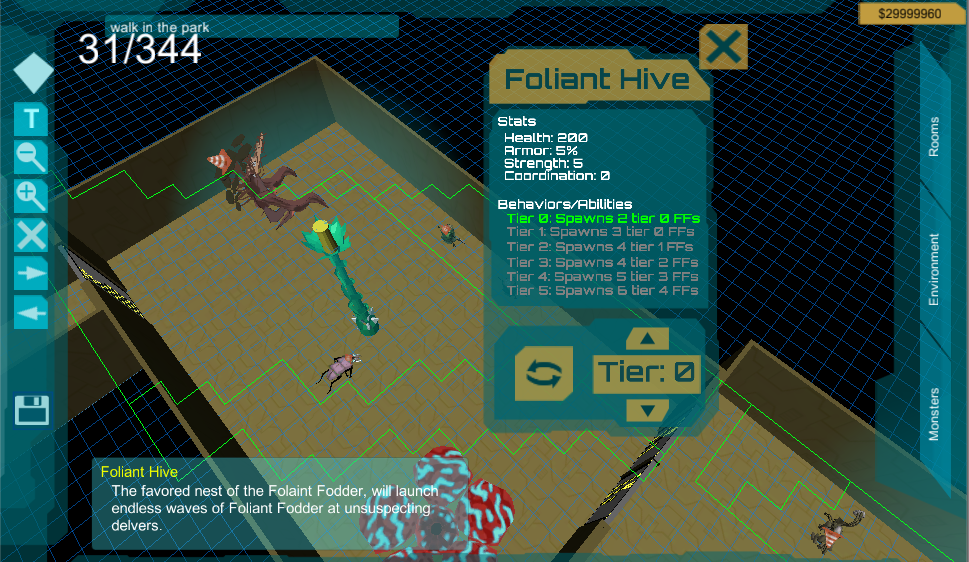 walk in the park
31/344
$29999960
T
Foliant Hive
Stats
Health: 200
Armor: 5%
Strength: 5
Coordination: 0
Behaviors/Abilities
Tier 0: Spawns 2 tier 0 FFs
Tier 1: Spawns 3 tier 0 FFs
Tier 2: Spawns 4 tier 1 FFs
Tier 3: Spawns 4 tier 2 FFs
Tier 4: Spawns 5 tier 3 FFs
Tier 5: Spawns 6 tier 4 FFs
Tier: 0
Rooms
Environment
Monsters
Foliant Hive
The favored nest of the Folaint Fodder, will launch
endless waves of Foliant Fodder at unsuspecting
delvers.